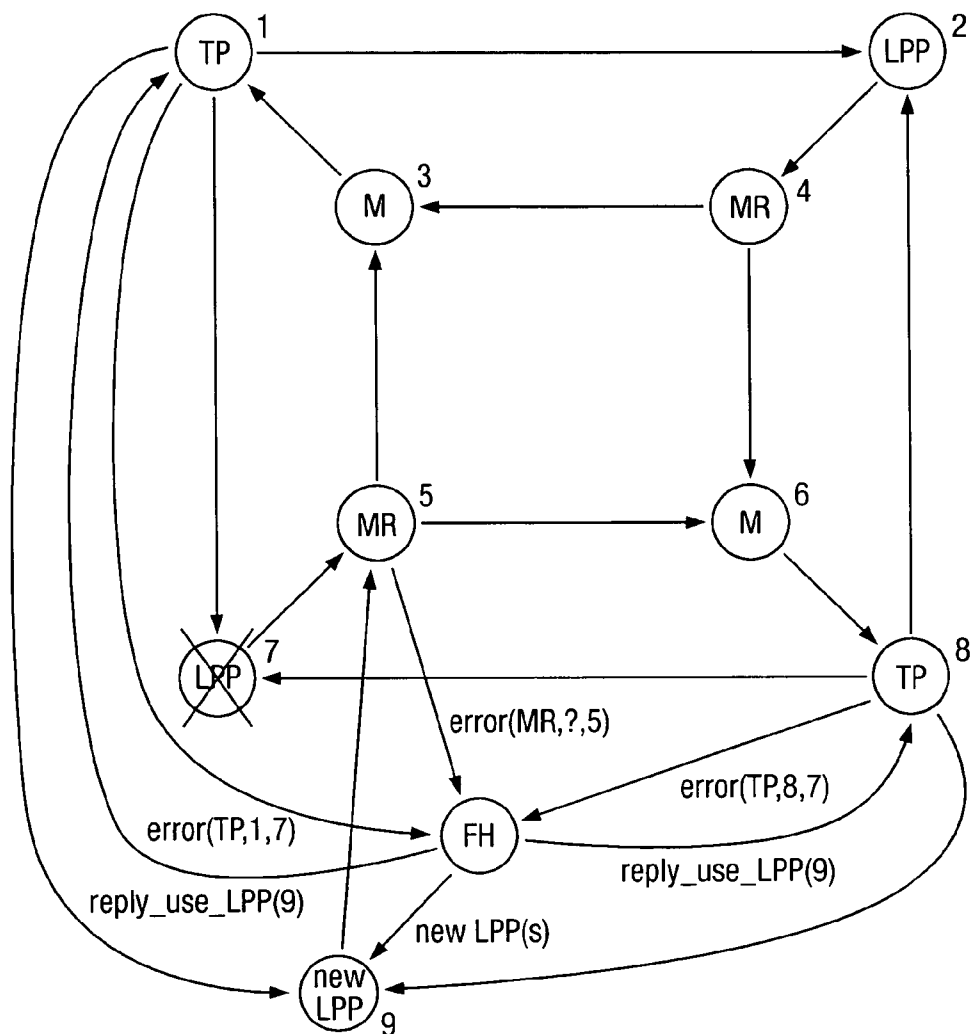 1
TP
2
LPP
3
M
4
MR
5
MR
6
M
7
LPP
8
TP
error(MR,?,5)
error(TP,8,7)
error(TP,1,7)
FH
reply_use_LPP(9)
reply_use_LPP(9)
new LPP(s)
new
LPP
9